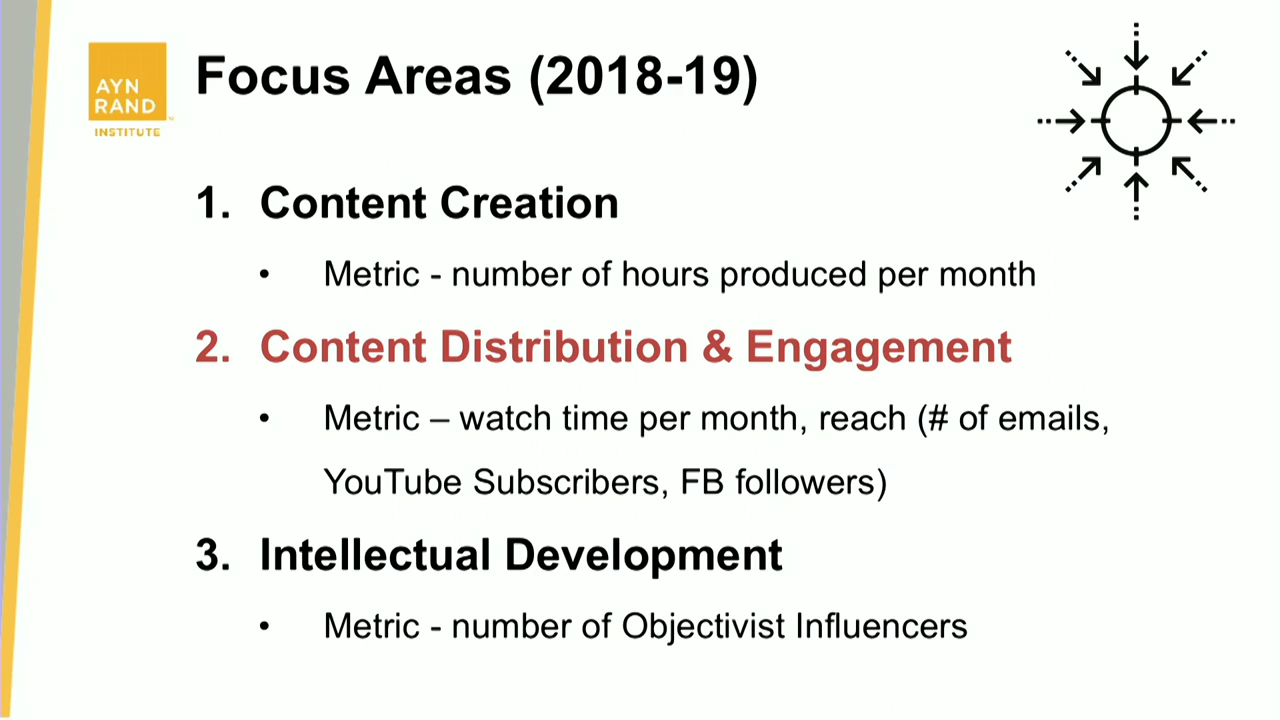 AYN
RAND
INSTITUTE
Focus Areas (2018-19)
1. Content Creation
• Metric - number of hours produced per month
2. Content Distribution & Engagement
• Metric – watch time per month, reach (# of emails,
YouTube Subscribers, FB followers)
3. Intellectual Development
• Metric - number of Objectivist Influencers